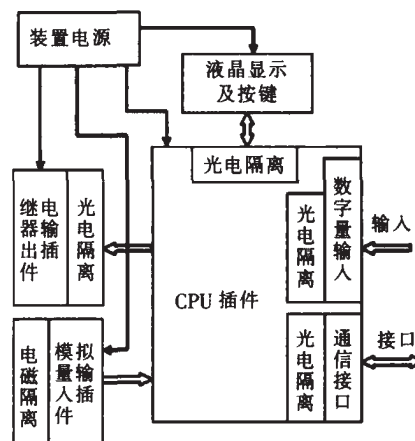 装置电源
液晶显示
及按键
光电隔离
数字量输入
光电隔离
输入
继电器输出插件
光电隔离
CPU 插件
光电隔离
通信接口
接口
电磁隔离
模拟量输入插件